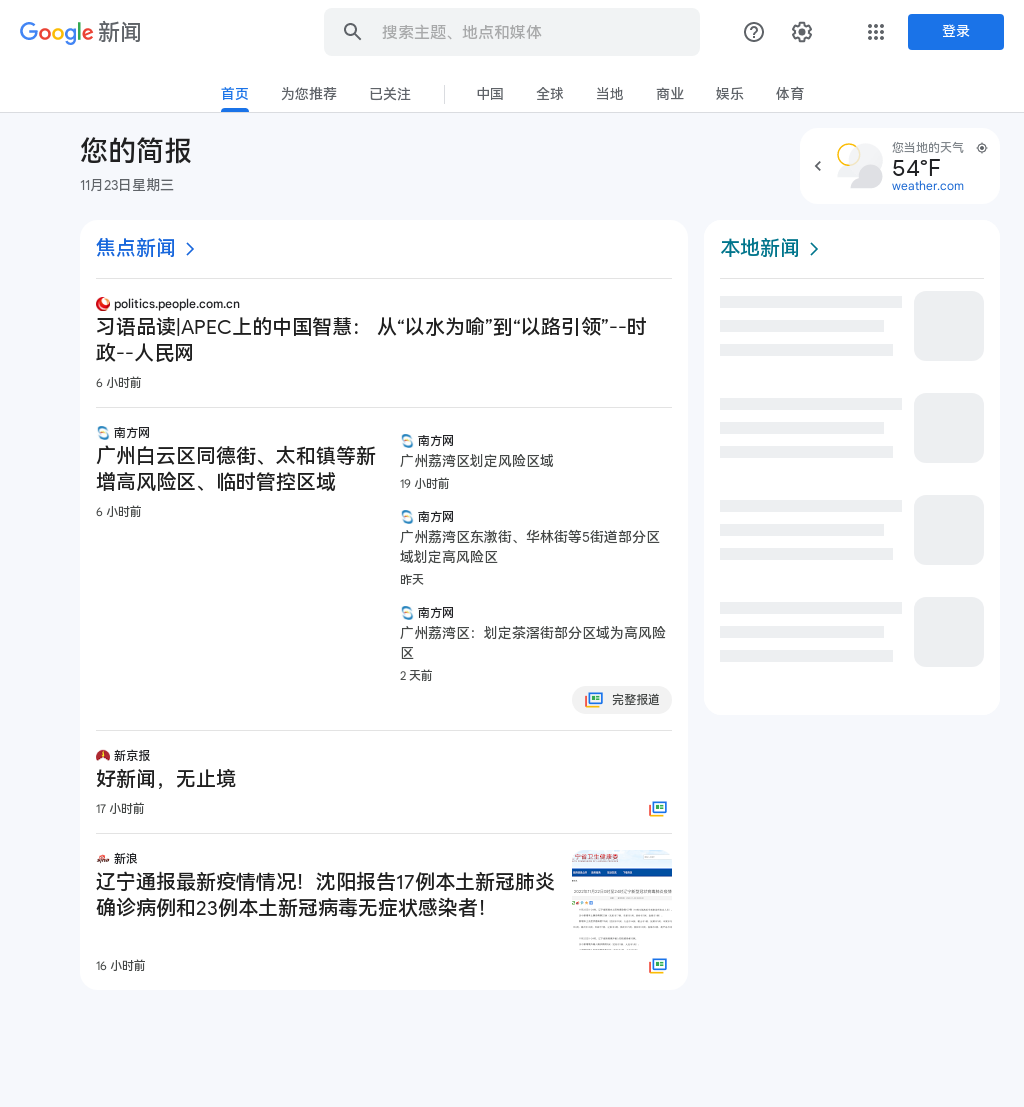 Google 新闻
搜索主题、地点和媒体
登录
首页
为您推荐
已关注
中国
全球
当地
商业
娱乐
体育
您的简报
11月23日星期三
您当地的天气
54°F
weather.com
焦点新闻
politics.people.com.cn
习语品读|APEC上的中国智慧： 从“以水为喻”到“以路引领”--时
政--人民网
6 小时前
南方网
广州白云区同德街、太和镇等新
增高风险区、临时管控区域
6 小时前
南方网
广州荔湾区划定风险区域
19 小时前
南方网
广州荔湾区东漖街、华林街等5街道部分区
域划定高风险区
昨天
南方网
广州荔湾区：划定茶滘街部分区域为高风险
区
2 天前
完整报道
新京报
好新闻，无止境
17 小时前
新浪
辽宁通报最新疫情情况！沈阳报告17例本土新冠肺炎
确诊病例和23例本土新冠病毒无症状感染者！
宁省卫生健康委
16 小时前
本地新闻